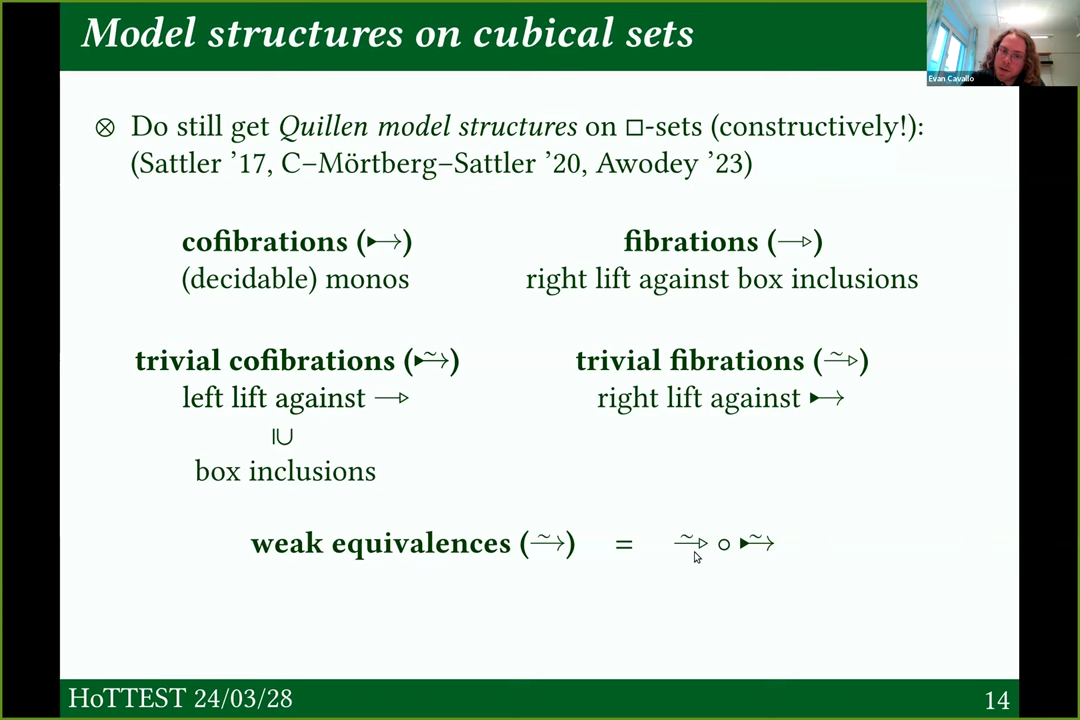 Model structures on cubical sets
Evan Cavallo
⊗ Do still get Quillen model structures on □-sets (constructively!):
(Sattler ’17, C–Mörtberg–Sattler ’20, Awodey ’23)
cofibrations (▸→) fibrations (—▹)
(decidable) monos right lift against box inclusions
trivial cofibrations (▸~→) trivial fibrations (~—▹)
left lift against —▹ right lift against ▸→
I∪
box inclusions
weak equivalences (~→) = ~—▹ ∘ ▸~→
HoTTEST 24/03/28
14